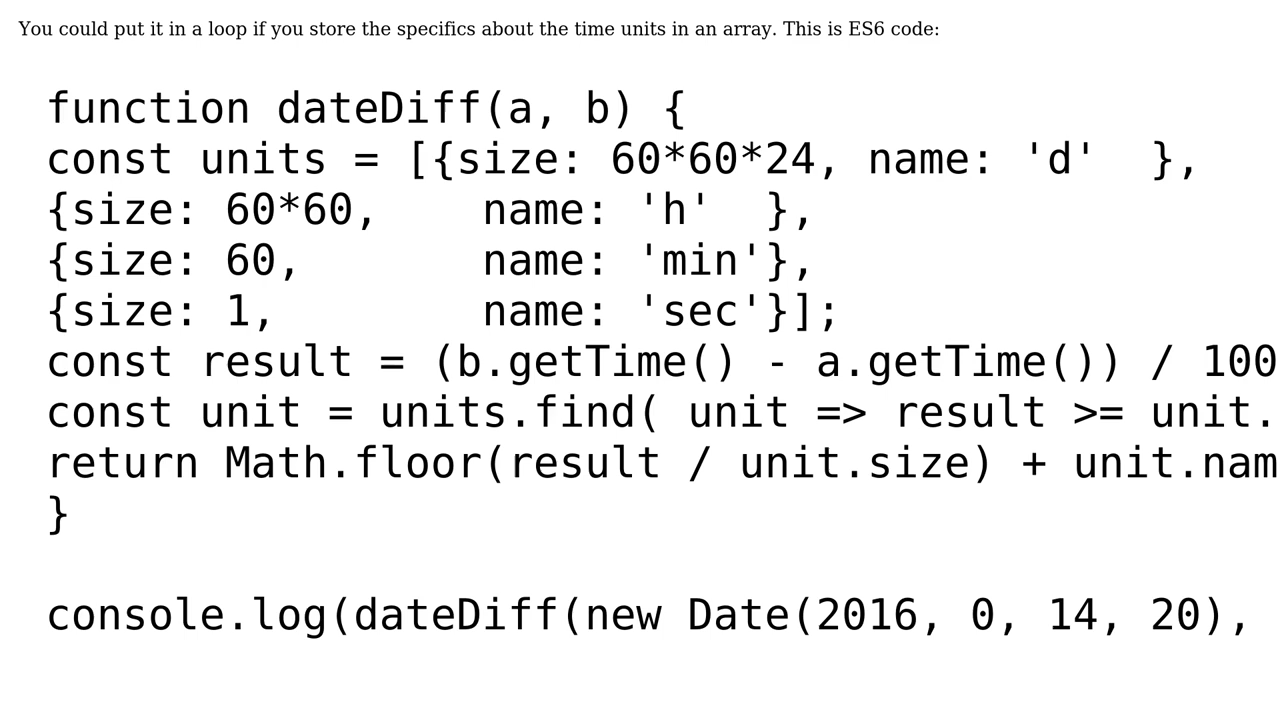 You could put it in a loop if you store the specifics about the time units in an array. This is ES6 code:
function dateDiff(a, b) {
const units = [{size: 60*60*24, name: 'd'  },
{size: 60*60,    name: 'h'  },
{size: 60,       name: 'min'},
{size: 1,        name: 'sec'}];
const result = (b.getTime() - a.getTime()) / 100
const unit = units.find( unit => result >= unit.
return Math.floor(result / unit.size) + unit.nam
}
console.log(dateDiff(new Date(2016, 0, 14, 20),